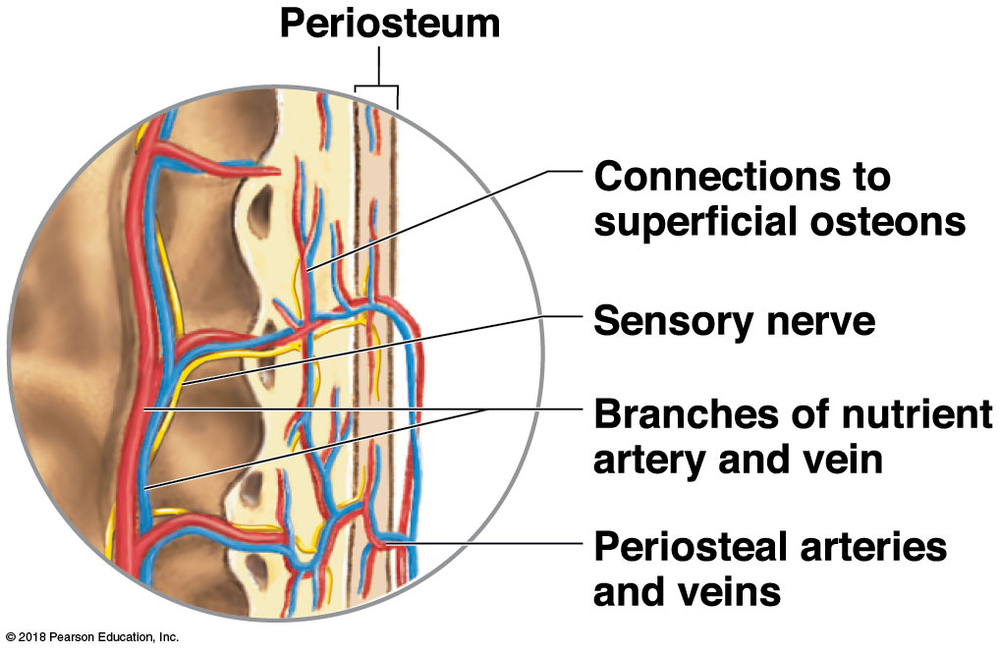 Periosteum
Connections to
superficial osteons
Sensory nerve
Branches of nutrient
artery and vein
Periosteal arteries
and veins
© 2018 Pearson Education, Inc.